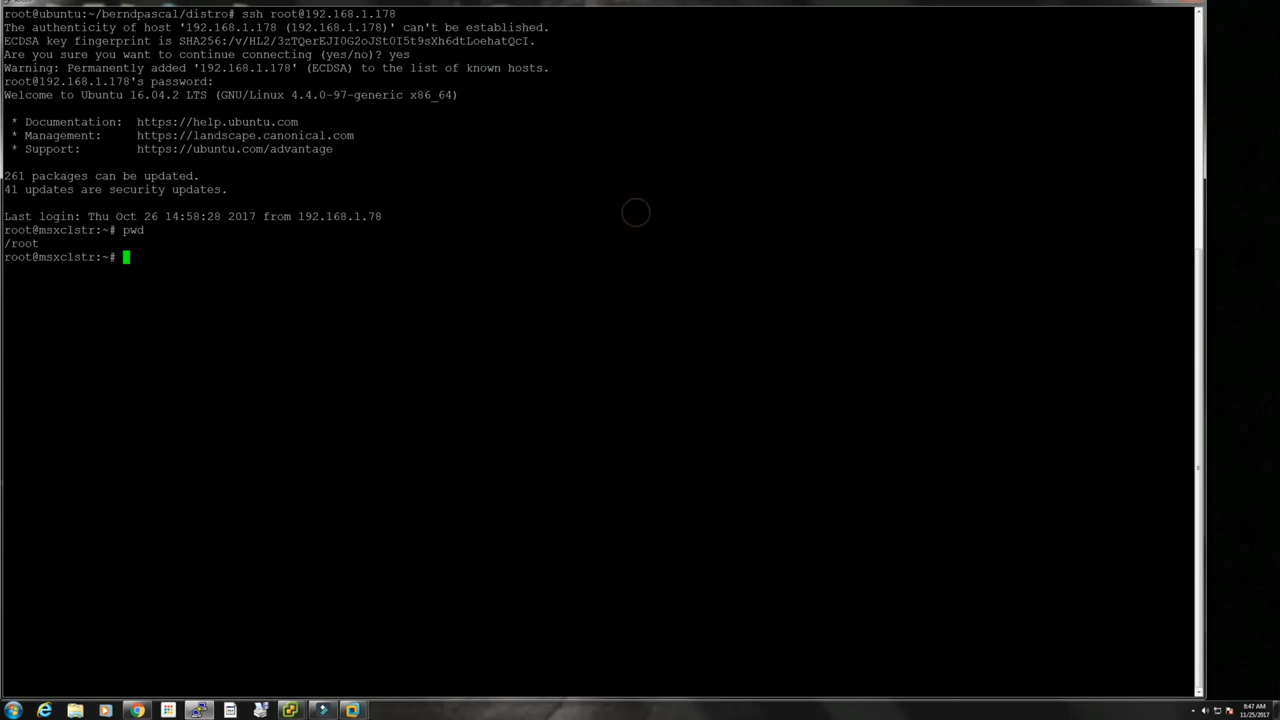 root@ubuntu:~/berndpascal/distro# ssh root@192.168.1.178
The authenticity of host '192.168.1.178 (192.168.1.178)' can't be established.
ECDSA key fingerprint is SHA256:/v/HL2/3zTQerEJI0G2oJSt0I5t9sXh6dtLoehatQcI.
Are you sure you want to continue connecting (yes/no)? yes
Warning: Permanently added '192.168.1.178' (ECDSA) to the list of known hosts.
root@192.168.1.178's password:
Welcome to Ubuntu 16.04.2 LTS (GNU/Linux 4.4.0-97-generic x86_64)
* Documentation: https://help.ubuntu.com
* Management: https://landscape.canonical.com
* Support: https://ubuntu.com/advantage
261 packages can be updated.
41 updates are security updates.
Last login: Thu Oct 26 14:58:28 2017 from 192.168.1.78
root@msxclstr:~# pwd
/root
root@msxclstr:~#
8:47 AM
11/25/2017